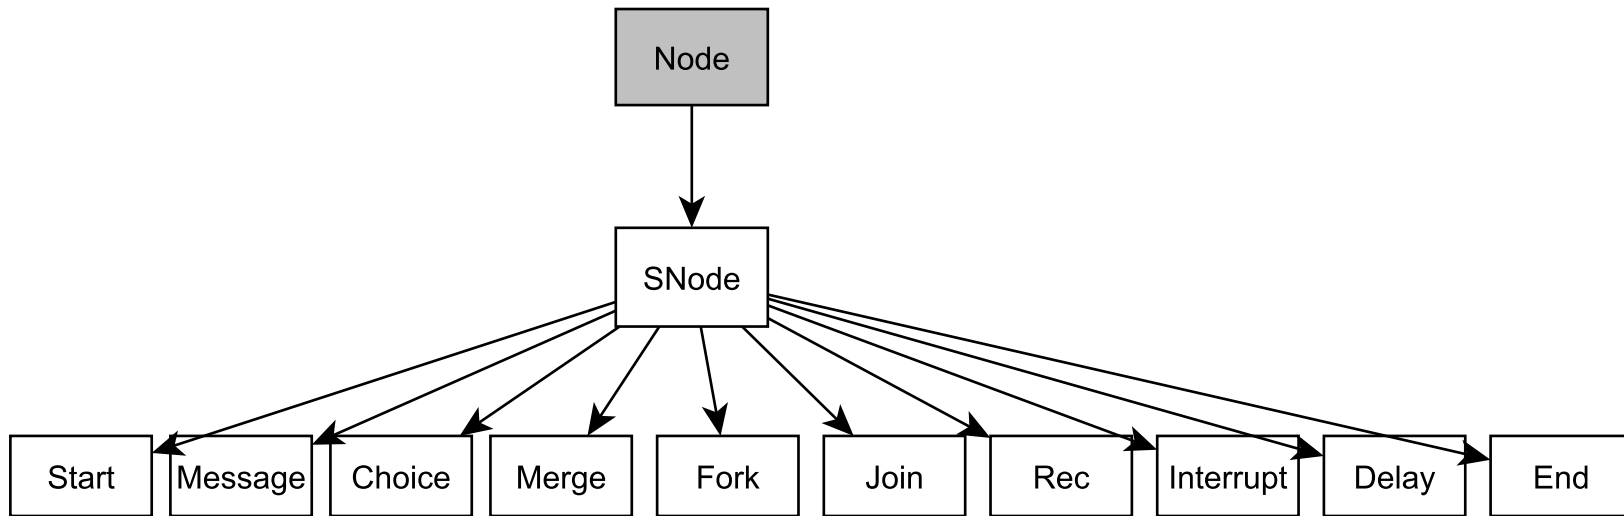 Node
SNode
Start Message Choice Merge Fork Join Rec Interrupt Delay End